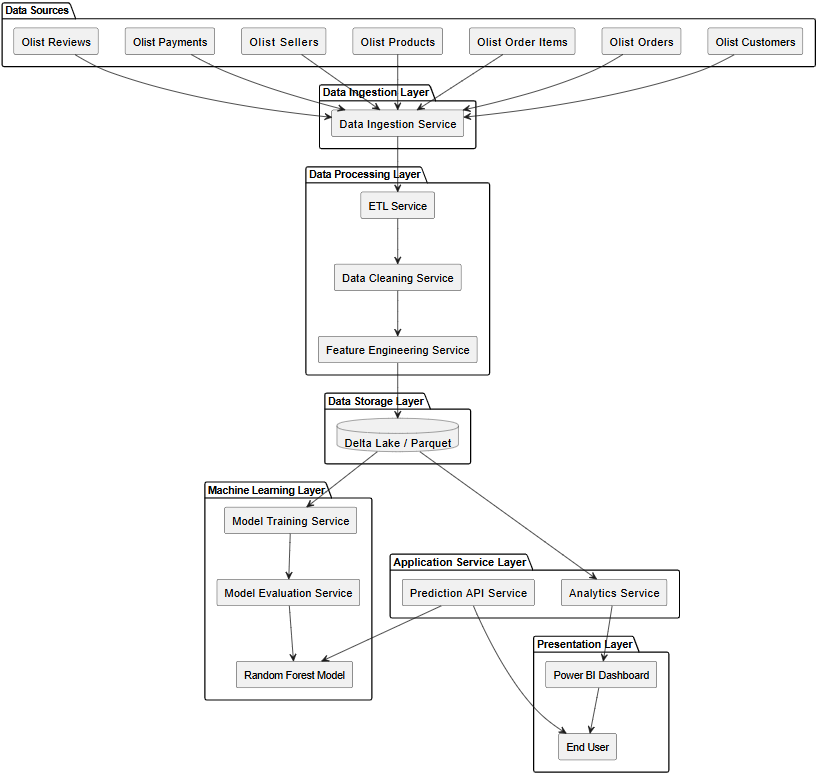 Data Sources
Olist Reviews
Olist Payments
Olist Sellers
Olist Products
Olist Order Items
Olist Orders
Olist Customers
Data Ingestion Layer
Data Ingestion Service
Data Processing Layer
ETL Service
Data Cleaning Service
Feature Engineering Service
Data Storage Layer
Delta Lake / Parquet
Machine Learning Layer
Model Training Service
Model Evaluation Service
Random Forest Model
Application Service Layer
Prediction API Service
Analytics Service
Presentation Layer
Power BI Dashboard
End User